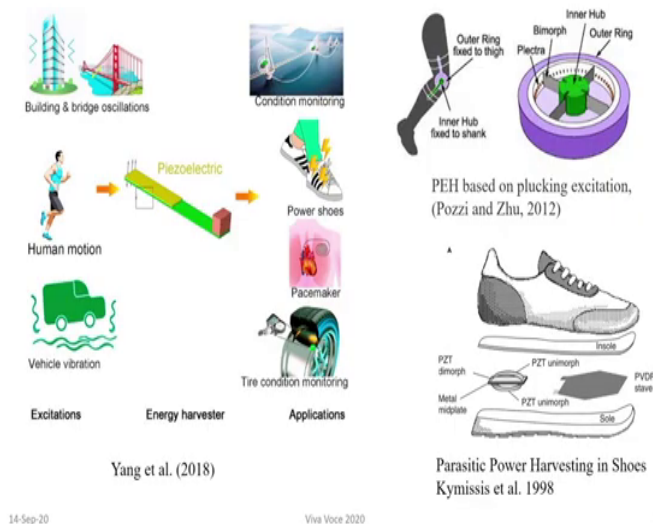 Building & bridge oscillations
Condition monitoring
Piezoelectric
Human motion
Power shoes
Pacemaker
Vehicle vibration
Tire condition monitoring
Excitations
Energy harvester
Applications
Yang et al. (2018)
Outer Ring
fixed to thigh
Inner Hub
fixed to shank
Inner Hub
Bimorph
Outer Ring
Plectra
PEH based on plucking excitation,
(Pozzi and Zhu, 2012)
A
Insole
PZT
dimorph
PZT unimorph
PVDF
stave
Metal
midplate
PZT unimorph
Sole
Parasitic Power Harvesting in Shoes
Kymissis et al. 1998
14-Sep-20
Viva Voce 2020